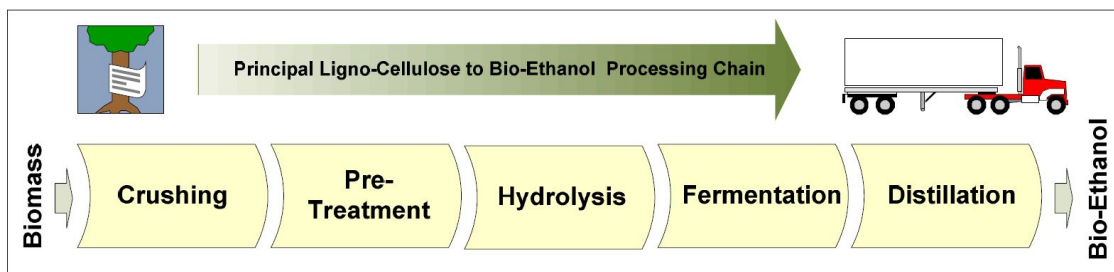 Principal Ligno-Cellulose to Bio-Ethanol Processing Chain
Biomass
Crushing
Pre-
Treatment
Hydrolysis
Fermentation
Distillation
Bio-Ethanol